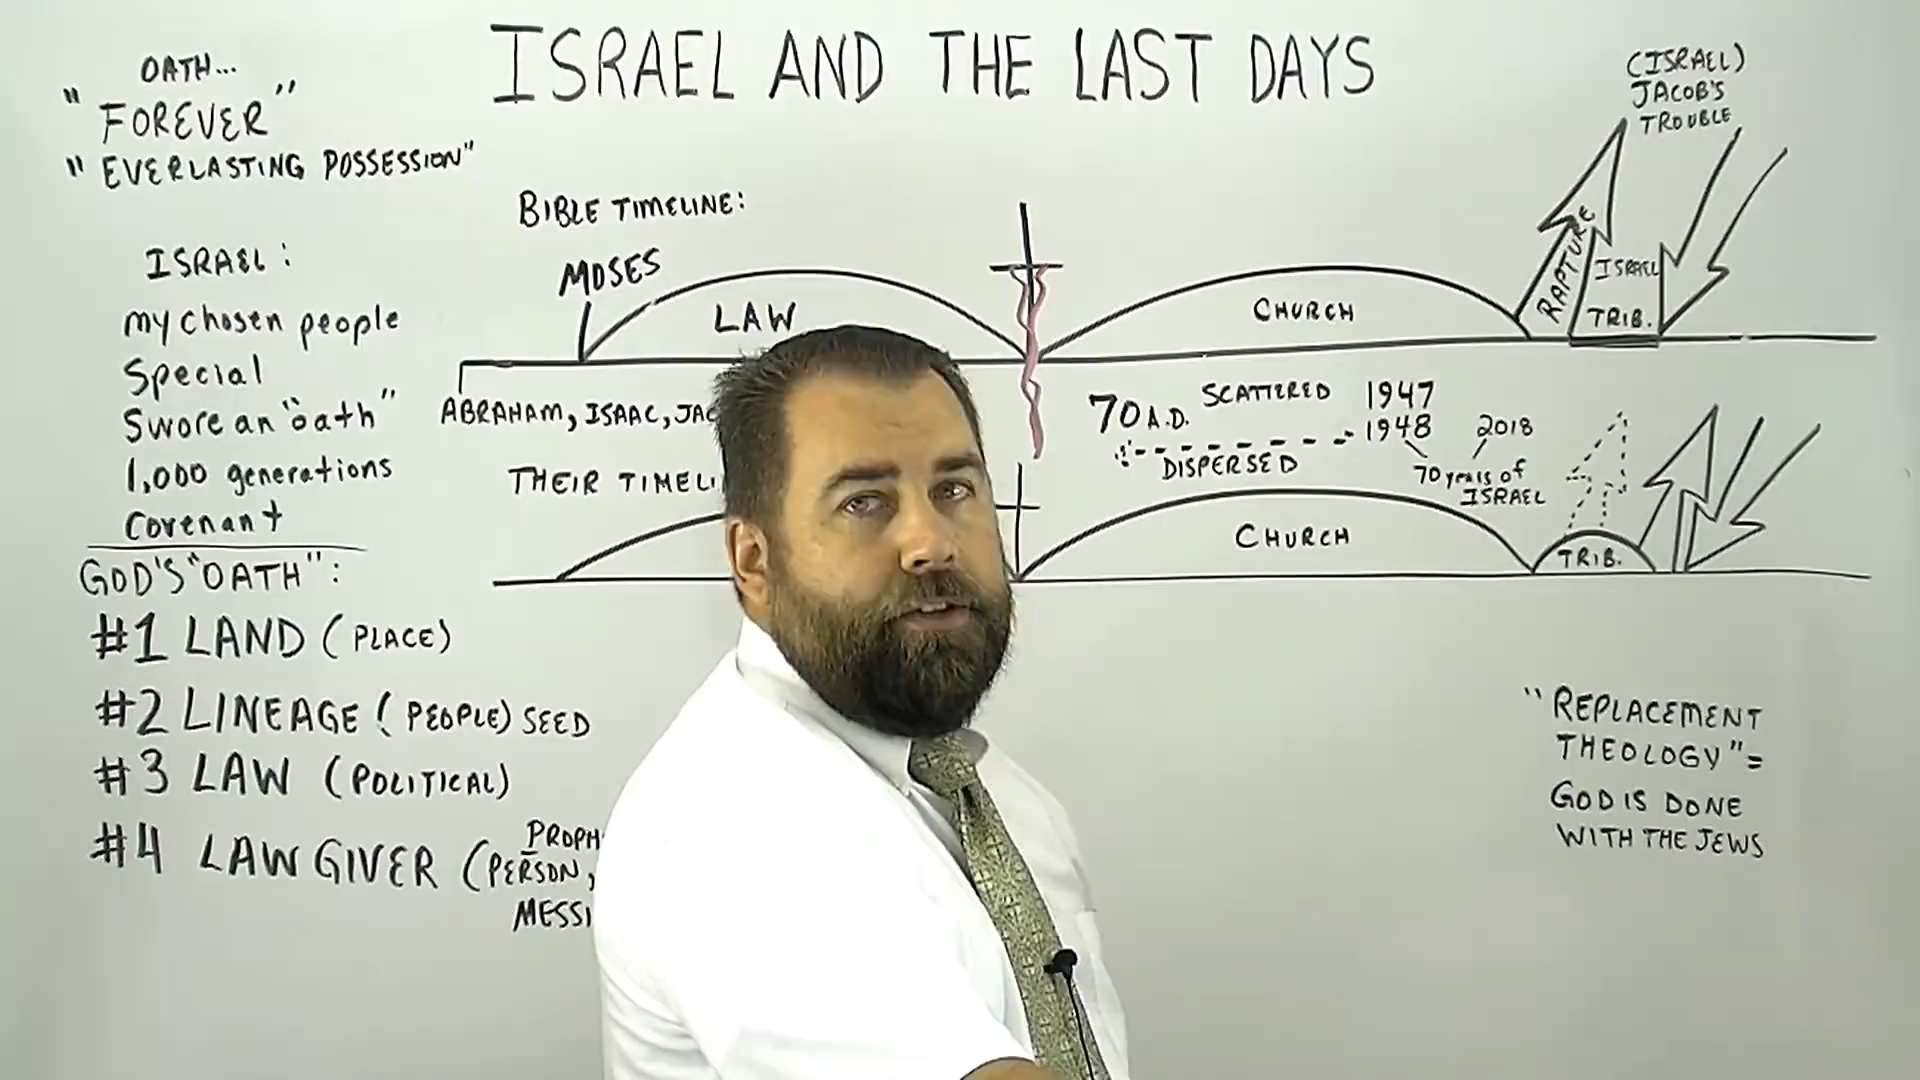 ISRAEL AND THE LAST DAYS
OATH...
"FOREVER"
"EVERLASTING POSSESSION"
ISRAEL:
my chosen people
Special
Swore an "oath"
1,000 generations
Covenant
GOD'S "OATH":
#1 LAND (PLACE)
#2 LINEAGE (PEOPLE) SEED
#3 LAW (POLITICAL)
#4 LAW GIVER (PERSON,
BIBLE TIMELINE:
MOSES
LAW
CHURCH
RAPTURE
ISRAEL
TRIB.
(ISRAEL)
JACOB'S
TROUBLE
ABRAHAM, ISAAC,
THEIR
70 A.D.
SCATTERED
DISPERSED
1947
1948
2018
70 years of
ISRAEL
CHURCH
TRIB.
"REPLACEMENT
THEOLOGY" =
GOD IS DONE
WITH THE JEWS